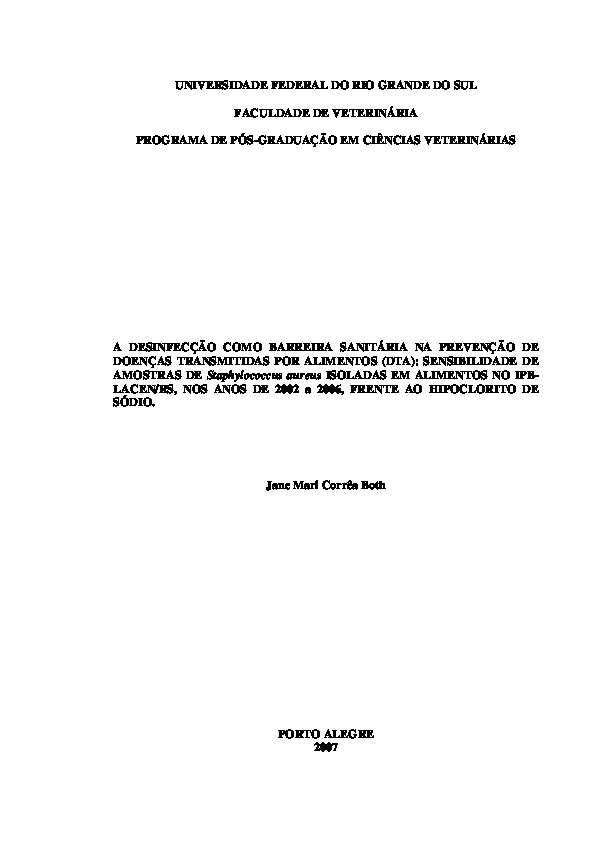 UNIVERSIDADE FEDERAL DO RIO GRANDE DO SUL
FACULDADE DE VETERINÁRIA
PROGRAMA DE PÓS-GRADUAÇÃO EM CIÊNCIAS VETERINÁRIAS
A DESINFECÇÃO COMO BARREIRA SANITÁRIA NA PREVENÇÃO DE
DOENÇAS TRANSMITIDAS POR ALIMENTOS (DTA): SENSIBILIDADE DE
AMOSTRAS DE Staphylococcus aureus ISOLADAS EM ALIMENTOS NO IPB-
LACEN/RS, NOS ANOS DE 2002 a 2006, FRENTE AO HIPOCLORITO DE
SÓDIO.
Jane Mari Corrêa Both
PORTO ALEGRE
2007